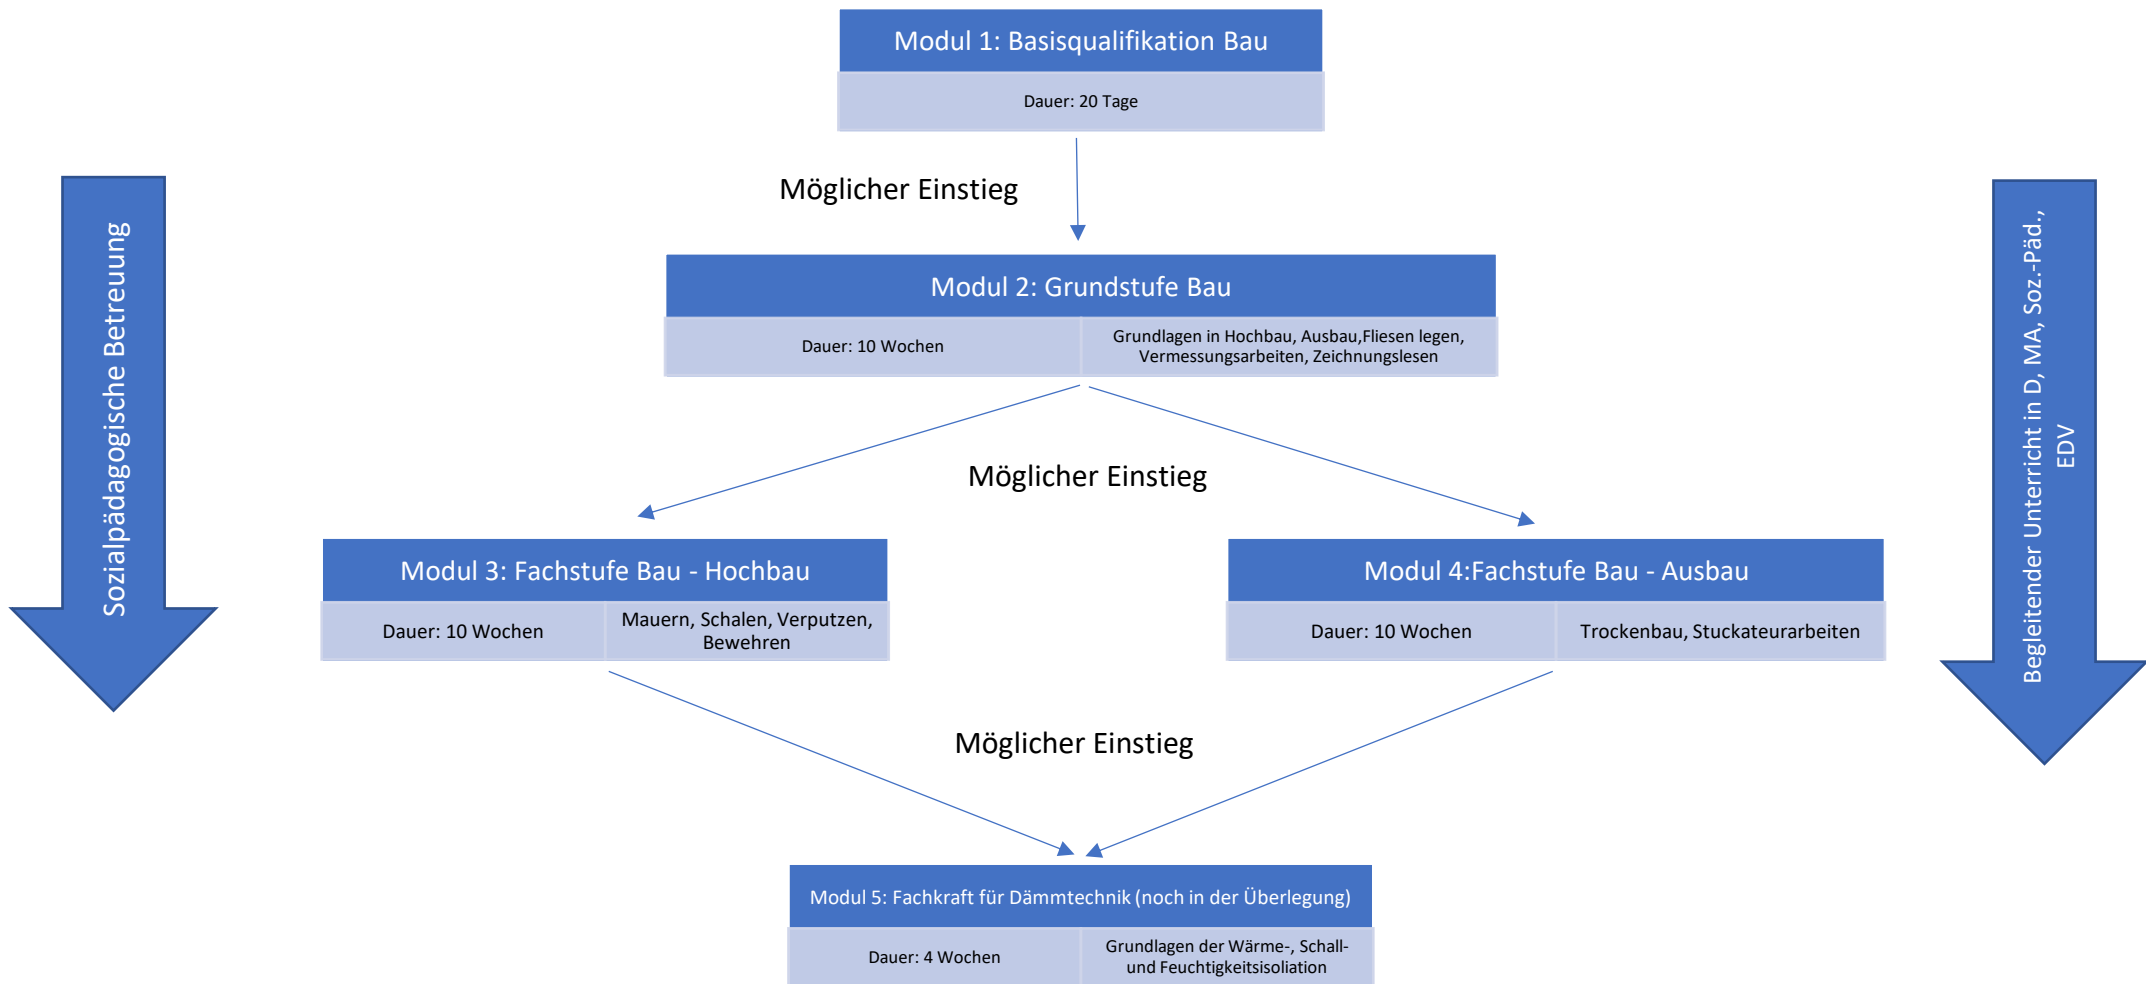 Modul 1: Basisqualifikation Bau
Dauer: 20 Tage
Möglicher Einstieg
Sozialpädagogische Betreuung
Begleitender Unterricht in D, MA, Soz.-Päd.,
EDV
Modul 2: Grundstufe Bau
Dauer: 10 Wochen
Grundlagen in Hochbau, Ausbau,Fliesen legen,
Vermessungsarbeiten, Zeichnungslesen
Möglicher Einstieg
Modul 3: Fachstufe Bau - Hochbau
Dauer: 10 Wochen
Mauern, Schalen, Verputzen,
Bewehren
Modul 4:Fachstufe Bau - Ausbau
Dauer: 10 Wochen
Trockenbau, Stuckateurarbeiten
Möglicher Einstieg
Modul 5: Fachkraft für Dämmtechnik (noch in der Überlegung)
Dauer: 4 Wochen
Grundlagen der Wärme-, Schall-
und Feuchtigkeitsisoliation